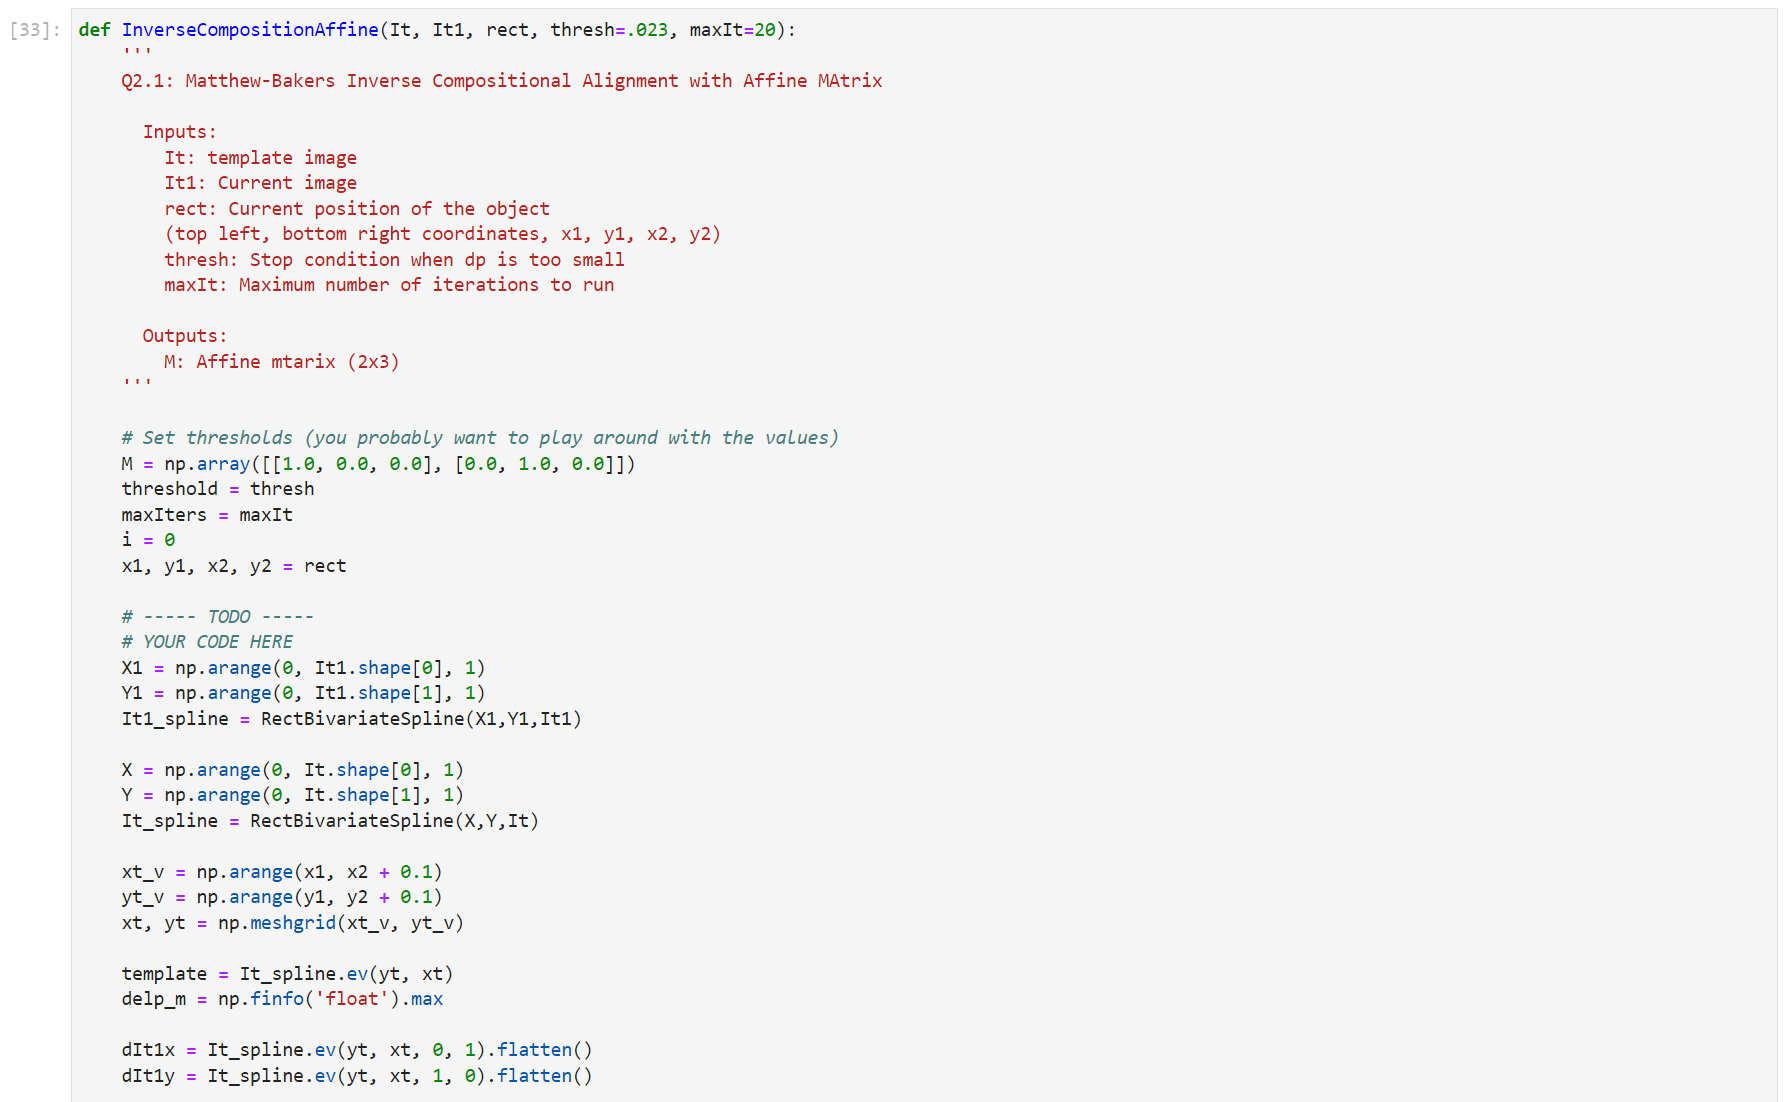 [33]: def InverseCompositionAffine(It, It1, rect, thresh=.023, maxIt=20):
    '''
    Q2.1: Matthew-Bakers Inverse Compositional Alignment with Affine MAtrix

      Inputs:
        It: template image
        It1: Current image
        rect: Current position of the object
        (top left, bottom right coordinates, x1, y1, x2, y2)
        thresh: Stop condition when dp is too small
        maxIt: Maximum number of iterations to run

      Outputs:
        M: Affine mtarix (2x3)
    '''

    # Set thresholds (you probably want to play around with the values)
    M = np.array([[1.0, 0.0, 0.0], [0.0, 1.0, 0.0]])
    threshold = thresh
    maxIters = maxIt
    i = 0
    x1, y1, x2, y2 = rect

    # ----- TODO -----
    # YOUR CODE HERE
    X1 = np.arange(0, It1.shape[0], 1)
    Y1 = np.arange(0, It1.shape[1], 1)
    It1_spline = RectBivariateSpline(X1,Y1,It1)

    X = np.arange(0, It.shape[0], 1)
    Y = np.arange(0, It.shape[1], 1)
    It_spline = RectBivariateSpline(X,Y,It)

    xt_v = np.arange(x1, x2 + 0.1)
    yt_v = np.arange(y1, y2 + 0.1)
    xt, yt = np.meshgrid(xt_v, yt_v)

    template = It_spline.ev(yt, xt)
    delp_m = np.finfo('float').max

    dIt1x = It_spline.ev(yt, xt, 0, 1).flatten()
    dIt1y = It_spline.ev(yt, xt, 1, 0).flatten()